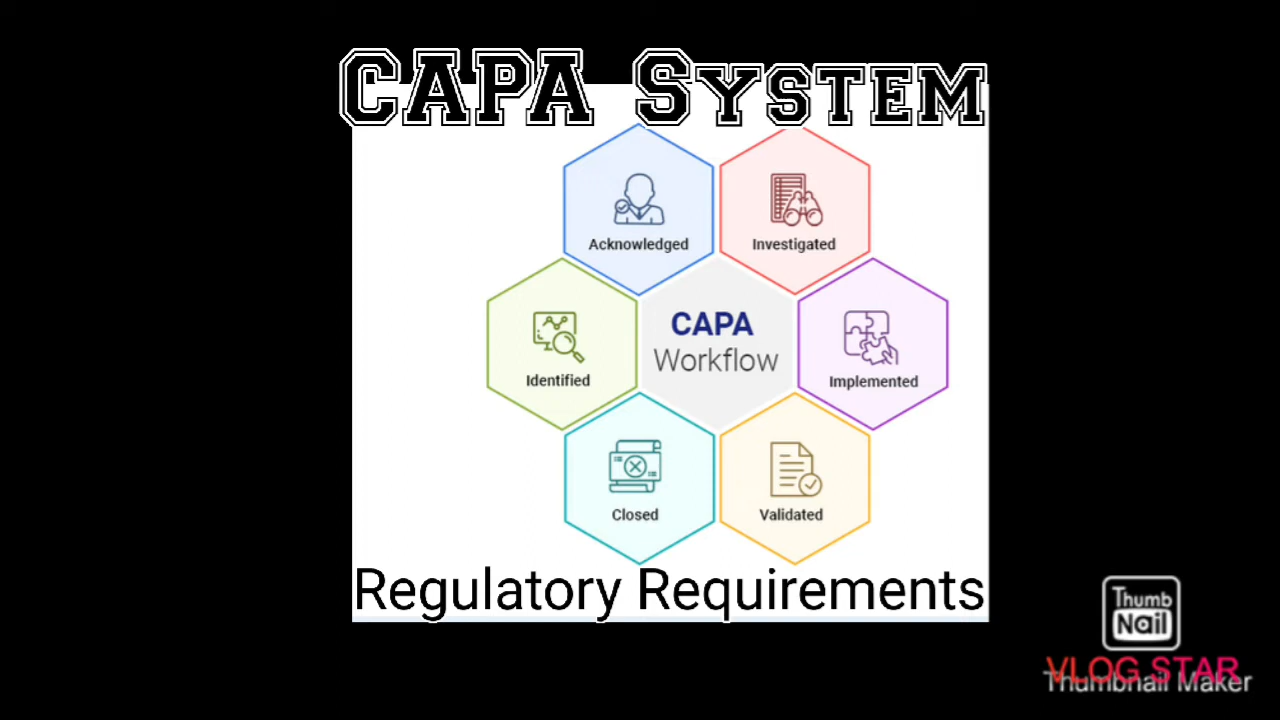 CAPA System
Acknowledged
Investigated
Identified
CAPA
Workflow
Implemented
Closed
Validated
Regulatory Requirements
Thumb
Nail
VLOG STAR
Thumbnail Maker